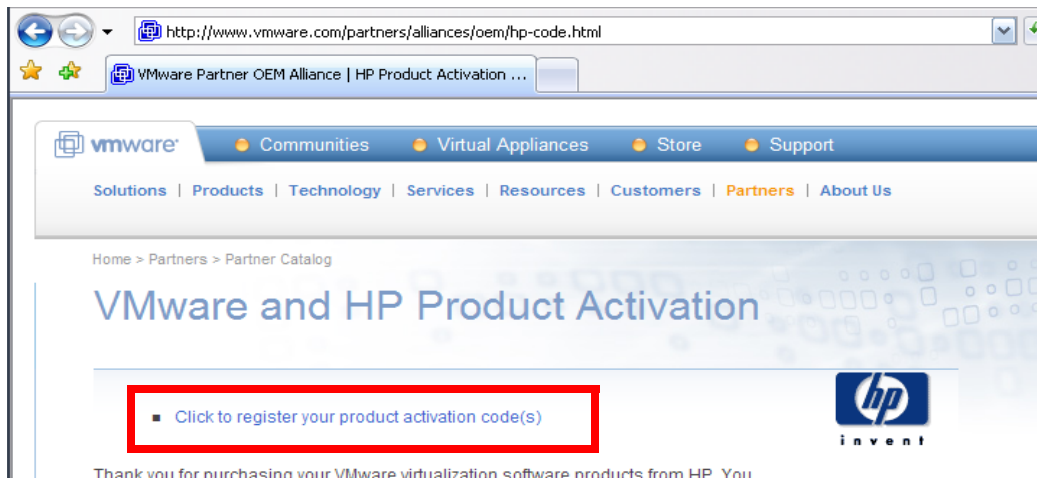 http://www.vmware.com/partners/alliances/oem/hp-code.html
VMware Partner OEM Alliance | HP Product Activation ...
vmware Communities Virtual Appliances Store Support
Solutions | Products | Technology | Services | Resources | Customers | Partners | About Us
Home > Partners > Partner Catalog
VMware and HP Product Activation
hp
Click to register your product activation code(s)
invent
Thank you for purchasing your VMware virtualization software products from HP. You